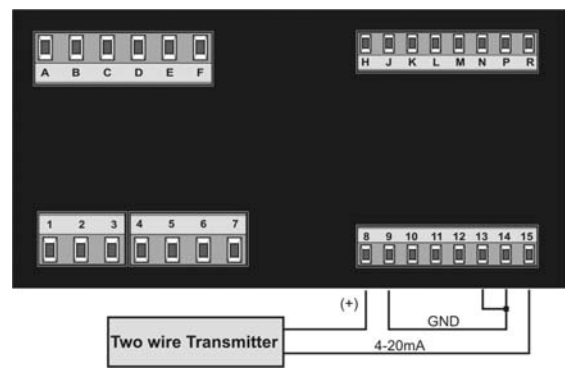 A B C D E F
H J K L M N P R
1 2 3 4 5 6 7
8 9 10 11 12 13 14 15
(+)
GND
Two wire Transmitter
4-20mA